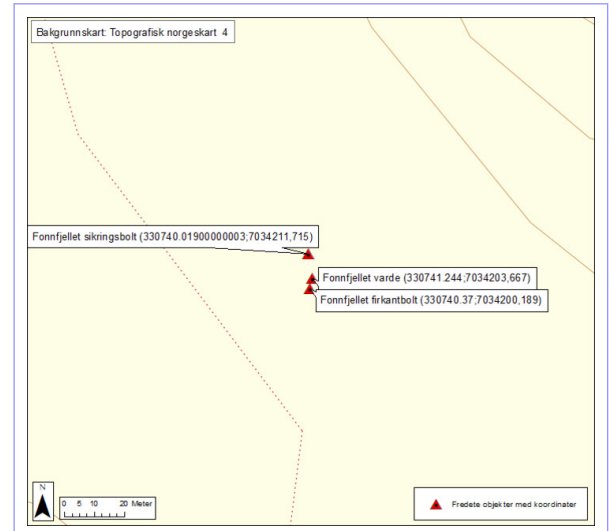 Bakgrunnskart: Topografisk norgeskart 4
Fonnfjellet sikringsbolt (330740.01900000003;7034211,715)
Fonnfjellet varde (330741.244;7034203,667)
Fonnfjellet firkantbolt (330740.37;7034200,189)
N
0 5 10 20 Meter
Fredete objekter med koordinater